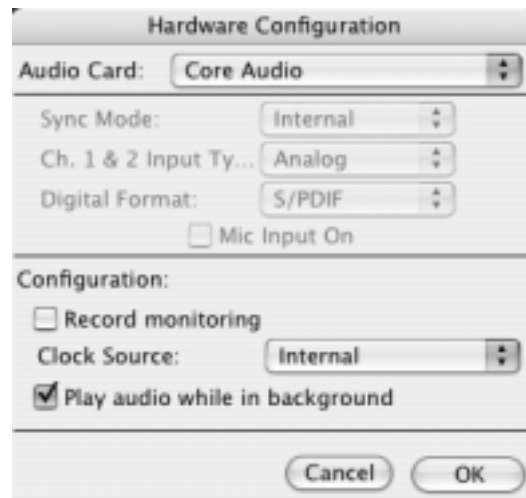 Hardware Configuration
Audio Card: Core Audio
Sync Mode: Internal
Ch. 1 & 2 Input Ty... Analog
Digital Format: S/PDIF
Mic Input On
Configuration:
Record monitoring
Clock Source: Internal
Play audio while in background
Cancel OK